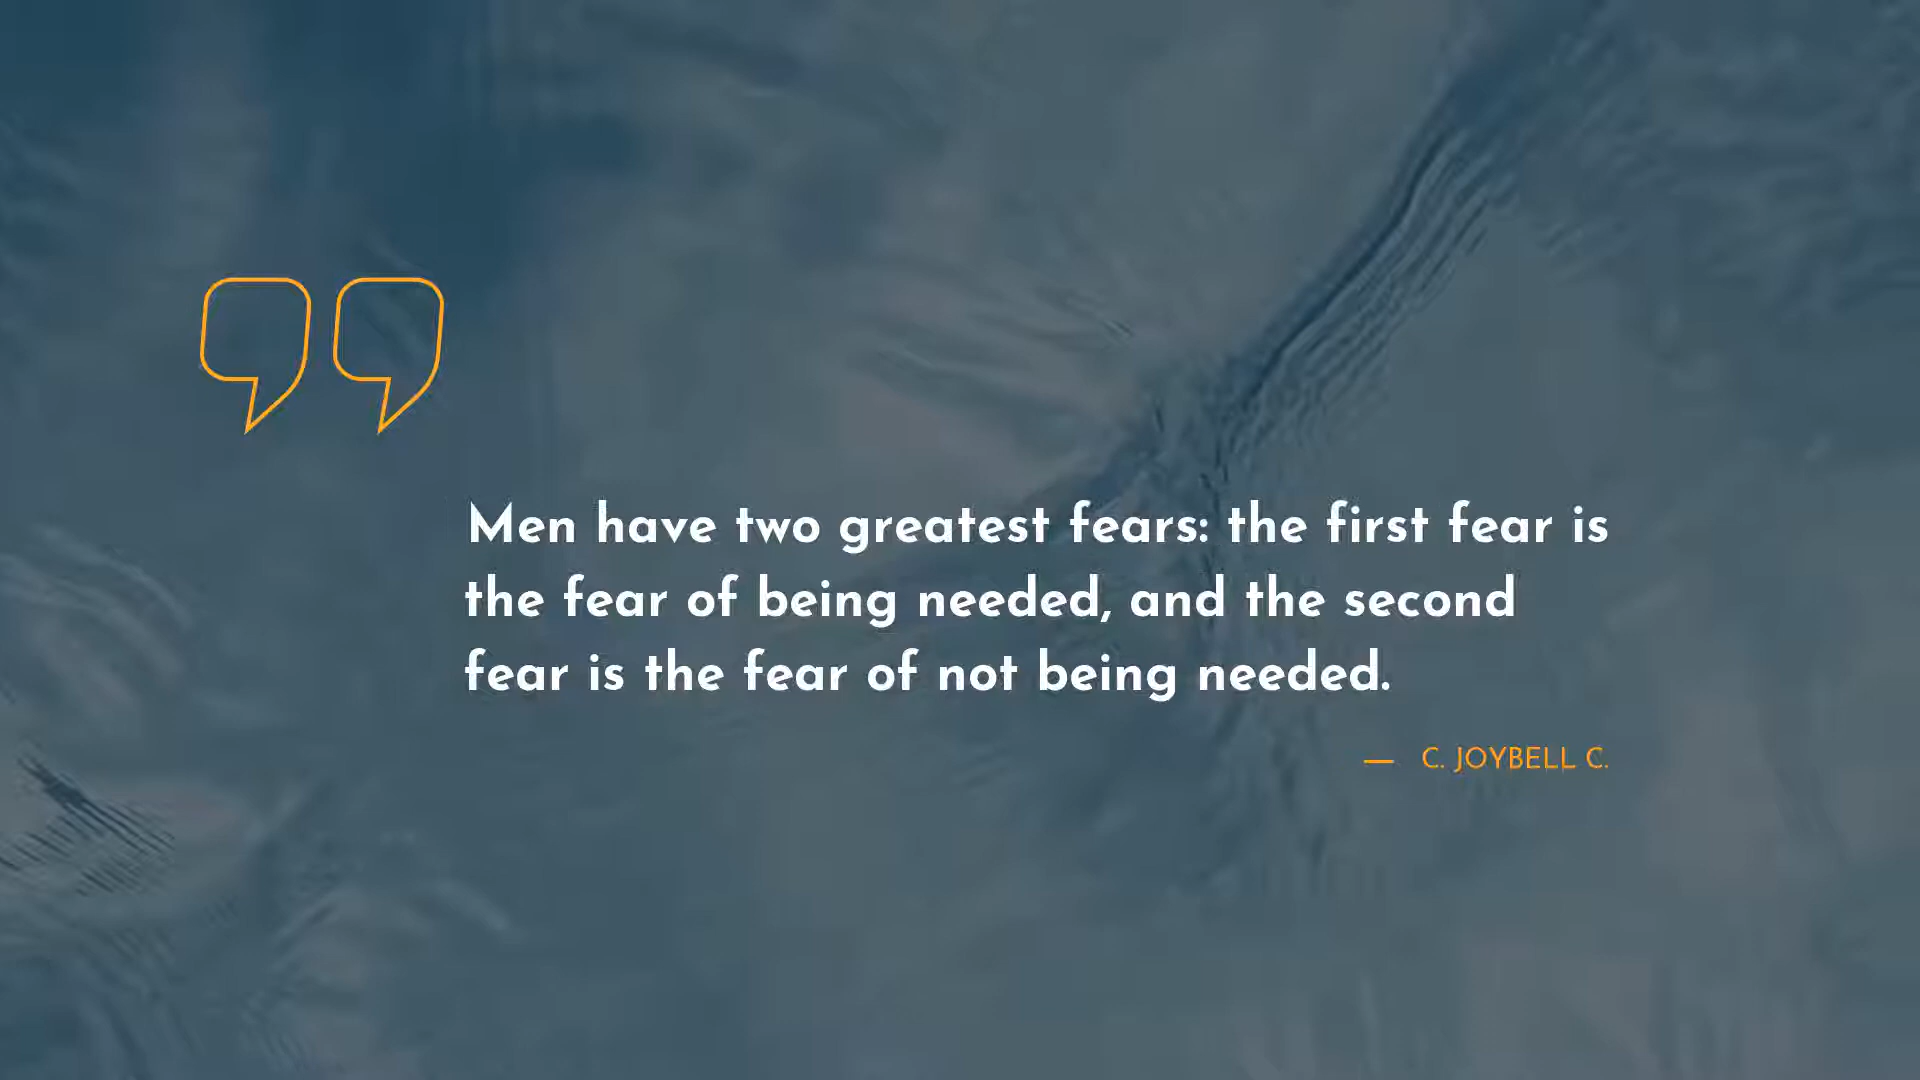 Men have two greatest fears: the first fear is
the fear of being needed, and the second
fear is the fear of not being needed.
— C. JOYBELL C.